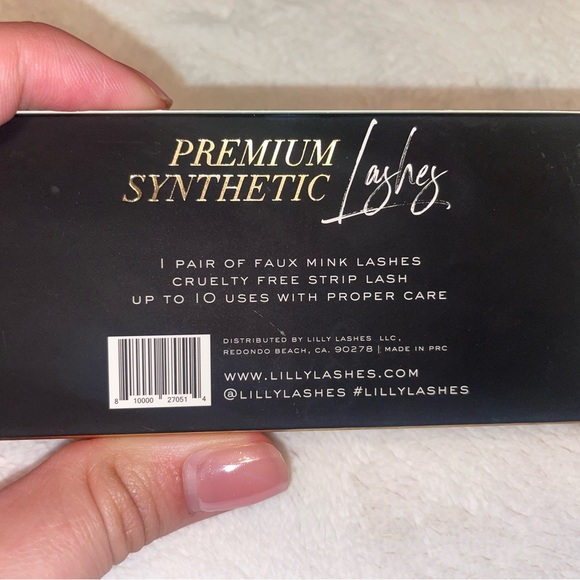 PREMIUM
SYNTHETIC Lashes
1 PAIR OF FAUX MINK LASHES
CRUELTY FREE STRIP LASH
UP TO 10 USES WITH PROPER CARE
DISTRIBUTED BY LILLY LASHES LLC,
REDONDO BEACH, CA. 90278 | MADE IN PRC
WWW.LILLYLASHES.COM
@LILLYLASHES #LILLYLASHES
8 10000 27051 4